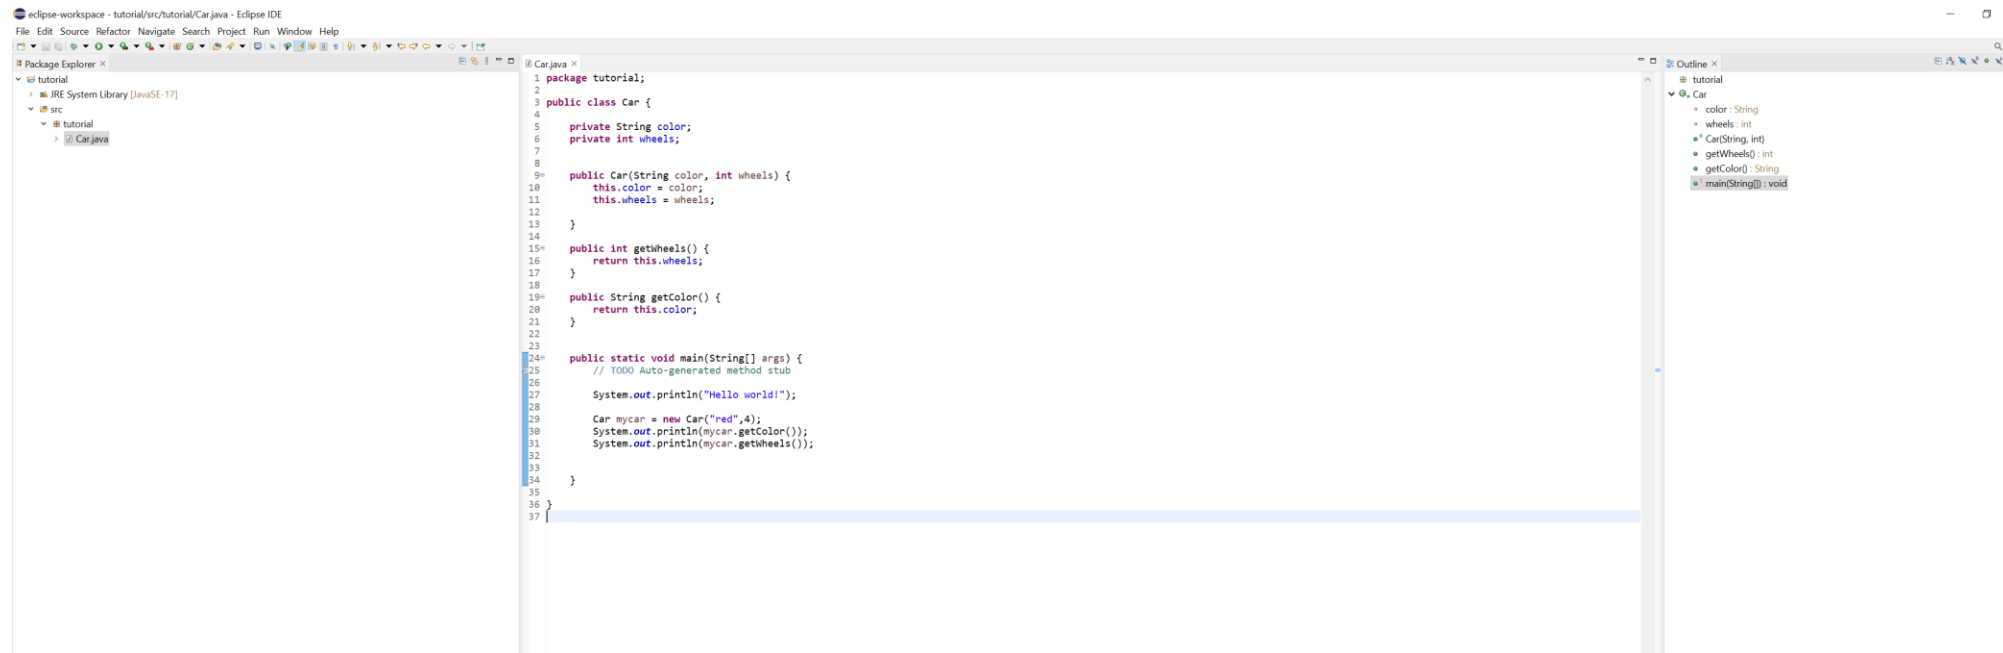 eclipse-workspace - tutorial/src/tutorial/Car.java - Eclipse IDE
File Edit Source Refactor Navigate Search Project Run Window Help
Package Explorer
tutorial
JRE System Library [JavaSE-17]
src
tutorial
Car.java
Car.java
1 package tutorial;
2
3 public class Car {
4
5     private String color;
6     private int wheels;
7
8
9     public Car(String color, int wheels) {
10         this.color = color;
11         this.wheels = wheels;
12
13     }
14
15     public int getWheels() {
16         return this.wheels;
17     }
18
19     public String getColor() {
20         return this.color;
21     }
22
23
24     public static void main(String[] args) {
25         // TODO Auto-generated method stub
26
27         System.out.println("Hello world!");
28
29         Car mycar = new Car("red",4);
30         System.out.println(mycar.getColor());
31         System.out.println(mycar.getWheels());
32
33
34     }
35
36 }
37
Outline
tutorial
Car
color : String
wheels : int
Car(String, int)
getWheels() : int
getColor() : String
main(String[]) : void